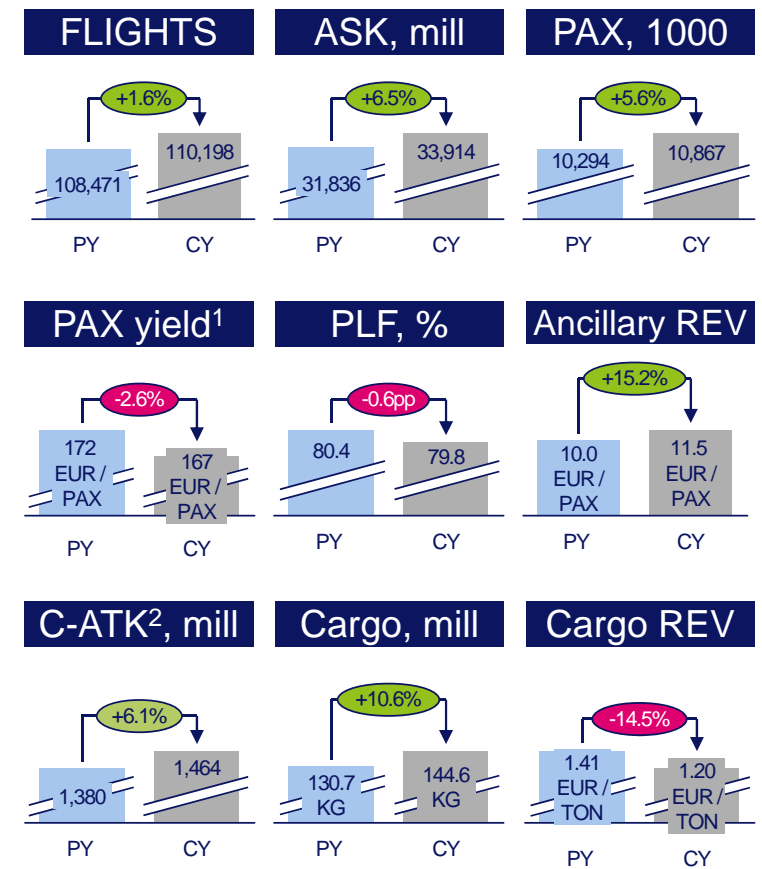 FLIGHTS
+1.6%
108,471
110,198
PY CY
ASK, mill
+6.5%
31,836
33,914
PY CY
PAX, 1000
+5.6%
10,294
10,867
PY CY
PAX yield¹
-2.6%
172
EUR /
PAX
167
EUR /
PAX
PY CY
PLF, %
-0.6pp
80.4
79.8
PY CY
Ancillary REV
+15.2%
10.0
EUR /
PAX
11.5
EUR /
PAX
PY CY
C-ATK², mill
+6.1%
1,380
1,464
PY CY
Cargo, mill
+10.6%
130.7
KG
144.6
KG
PY CY
Cargo REV
-14.5%
1.41
EUR /
TON
1.20
EUR /
TON
PY CY